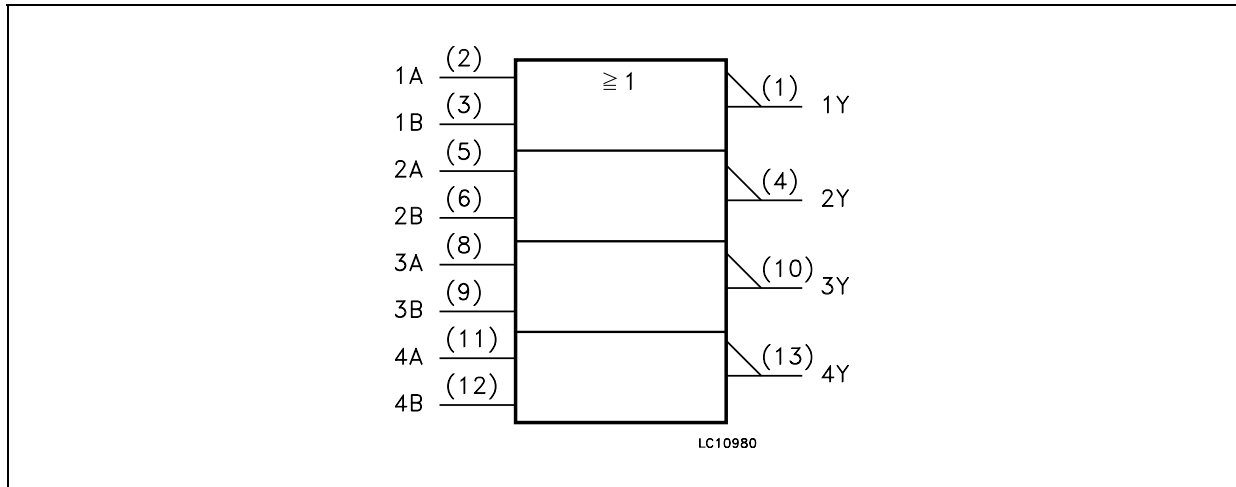 1A (2) ≧ 1 (1) 1Y
1B (3)
2A (5) (4) 2Y
2B (6)
3A (8) (10) 3Y
3B (9)
4A (11) (13) 4Y
4B (12)
LC10980